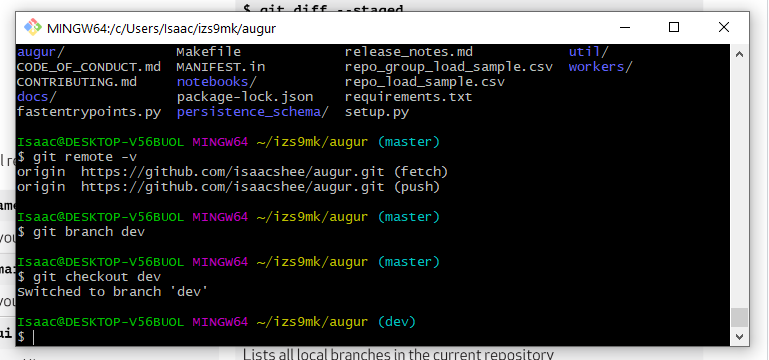 $ git diff --staged
MINGW64:/c/Users/Isaac/izs9mk/augur
augur/ Makefile release_notes.md util/
CODE_OF_CONDUCT.md MANIFEST.in repo_group_load_sample.csv workers/
CONTRIBUTING.md notebooks/ repo_load_sample.csv
docs/ package-lock.json requirements.txt
fastentrypoints.py persistence_schema/ setup.py
Isaac@DESKTOP-V56BUOL MINGW64 ~/izs9mk/augur (master)
$ git remote -v
origin https://github.com/isaacshee/augur.git (fetch)
origin https://github.com/isaacshee/augur.git (push)
Isaac@DESKTOP-V56BUOL MINGW64 ~/izs9mk/augur (master)
$ git branch dev
Isaac@DESKTOP-V56BUOL MINGW64 ~/izs9mk/augur (master)
$ git checkout dev
Switched to branch 'dev'
Isaac@DESKTOP-V56BUOL MINGW64 ~/izs9mk/augur (dev)
$
Lists all local branches in the current repository